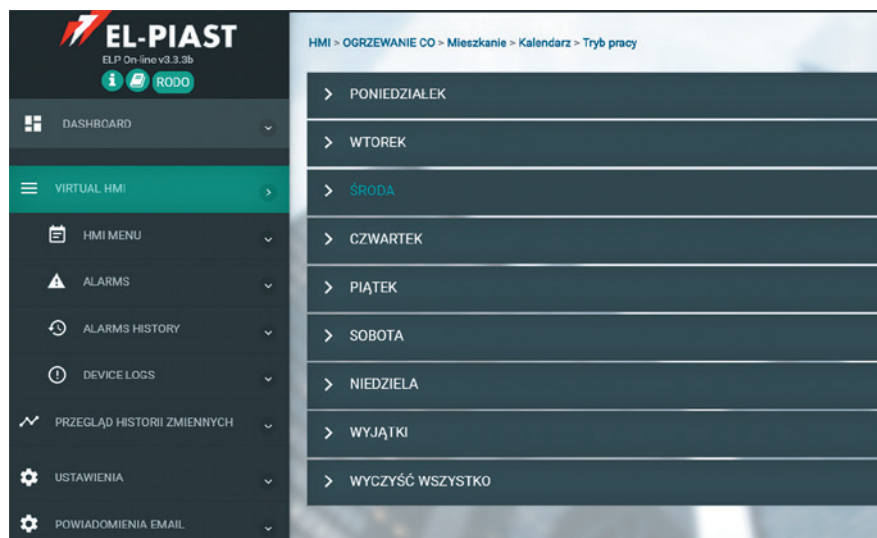 EL-PIAST
ELP On-line v3.3.3b
i RODO
DASHBOARD
VIRTUAL HMI
HMI MENU
ALARMS
ALARMS HISTORY
DEVICE LOGS
PRZEGLĄD HISTORII ZMIENNYCH
USTAWIENIA
POWIADOMIENIA EMAIL
HMI > OGRZEWANIE CO > Mieszkanie > Kalendarz > Tryb pracy
PONIEDZIAŁEK
WTOREK
ŚRODA
CZWARTEK
PIĄTEK
SOBOTA
NIEDZIELA
WYJĄTKI
WYCZYŚĆ WSZYSTKO